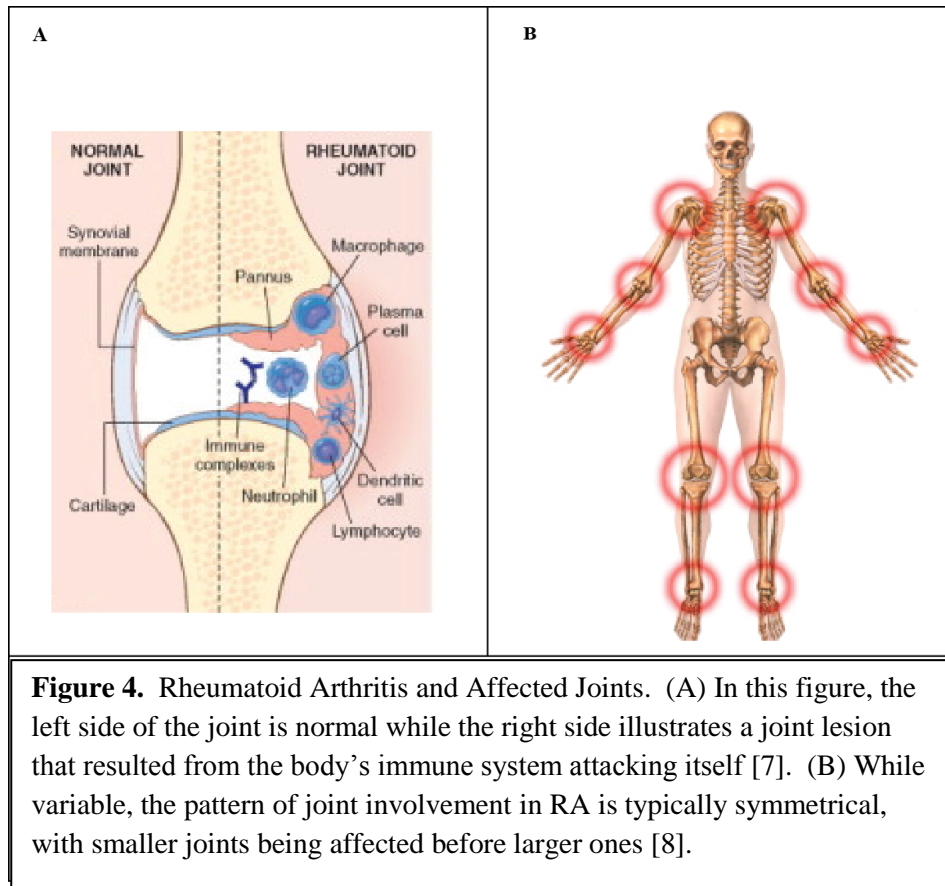 A
B
NORMAL
JOINT
RHEUMATOID
JOINT
Synovial
membrane
Macrophage
Pannus
Plasma
cell
Immune
complexes
Neutrophil
Dendritic
cell
Cartilage
Lymphocyte
Figure 4. Rheumatoid Arthritis and Affected Joints. (A) In this figure, the
left side of the joint is normal while the right side illustrates a joint lesion
that resulted from the body’s immune system attacking itself [7]. (B) While
variable, the pattern of joint involvement in RA is typically symmetrical,
with smaller joints being affected before larger ones [8].